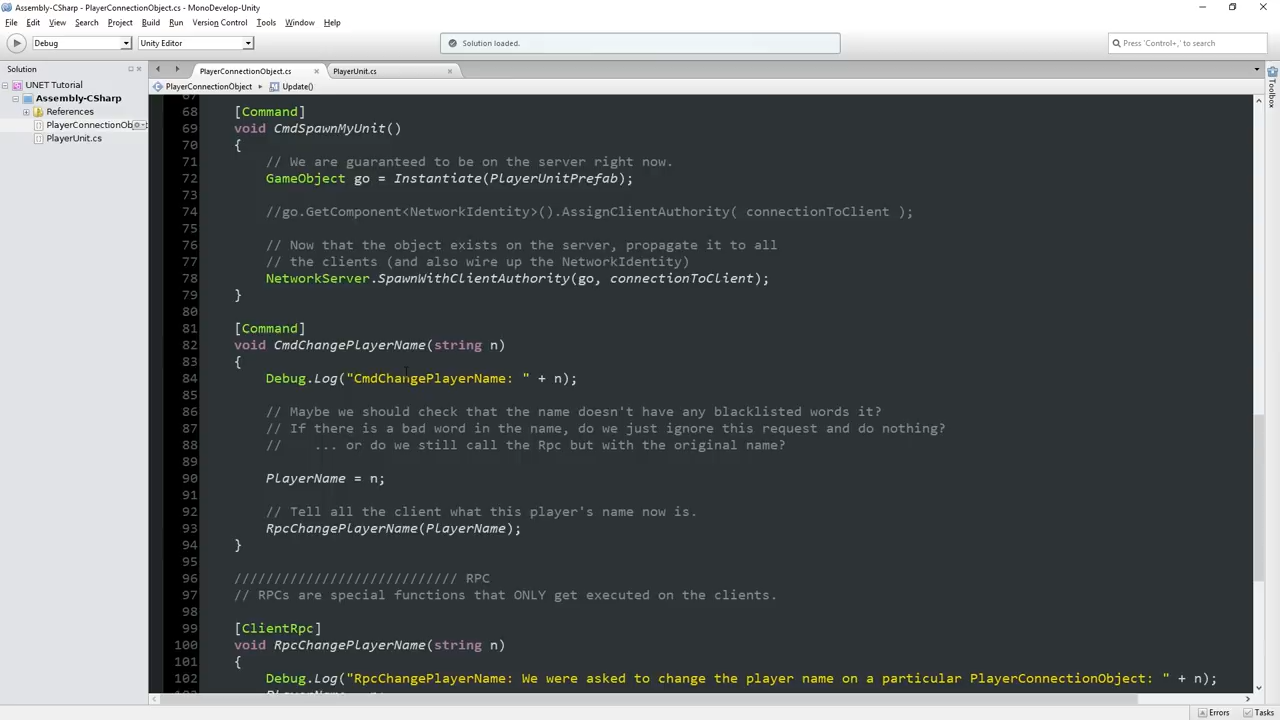 Assembly-CSharp - PlayerConnectionObject.cs - MonoDevelop-Unity
File Edit View Search Project Build Run Version Control Tools Window Help
Debug Unity Editor Solution loaded. Press 'Control+,' to search
Solution
PlayerConnectionObject.cs PlayerUnit.cs
PlayerConnectionObject Update()
UNET Tutorial
Assembly-CSharp
References
PlayerConnectionObj
PlayerUnit.cs
Toolbox
68 [Command]
69 void CmdSpawnMyUnit()
70 {
71 // We are guaranteed to be on the server right now.
72 GameObject go = Instantiate(PlayerUnitPrefab);
73
74 //go.GetComponent<NetworkIdentity>().AssignClientAuthority( connectionToClient );
75
76 // Now that the object exists on the server, propagate it to all
77 // the clients (and also wire up the NetworkIdentity)
78 NetworkServer.SpawnWithClientAuthority(go, connectionToClient);
79 }
80
81 [Command]
82 void CmdChangePlayerName(string n)
83 {
84 Debug.Log("CmdChangePlayerName: " + n);
85
86 // Maybe we should check that the name doesn't have any blacklisted words it?
87 // If there is a bad word in the name, do we just ignore this request and do nothing?
88 // ... or do we still call the Rpc but with the original name?
89
90 PlayerName = n;
91
92 // Tell all the client what this player's name now is.
93 RpcChangePlayerName(PlayerName);
94 }
95
96 //////////////////////////// RPC
97 // RPCs are special functions that ONLY get executed on the clients.
98
99 [ClientRpc]
100 void RpcChangePlayerName(string n)
101 {
102 Debug.Log("RpcChangePlayerName: We were asked to change the player name on a particular PlayerConnectionObject: " + n);
Errors Tasks